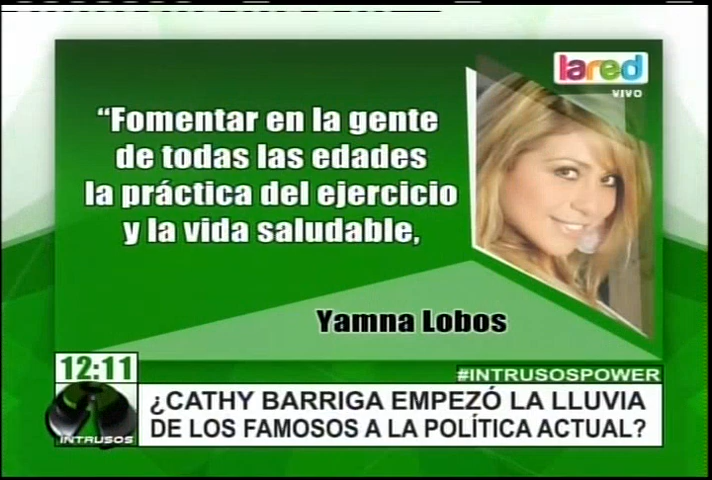 lared
VIVO
“Fomentar en la gente
de todas las edades
la práctica del ejercicio
y la vida saludable,
Yamna Lobos
12:11
#INTRUSOSPOWER
INTRUSOS
¿CATHY BARRIGA EMPEZÓ LA LLUVIA
DE LOS FAMOSOS A LA POLÍTICA ACTUAL?